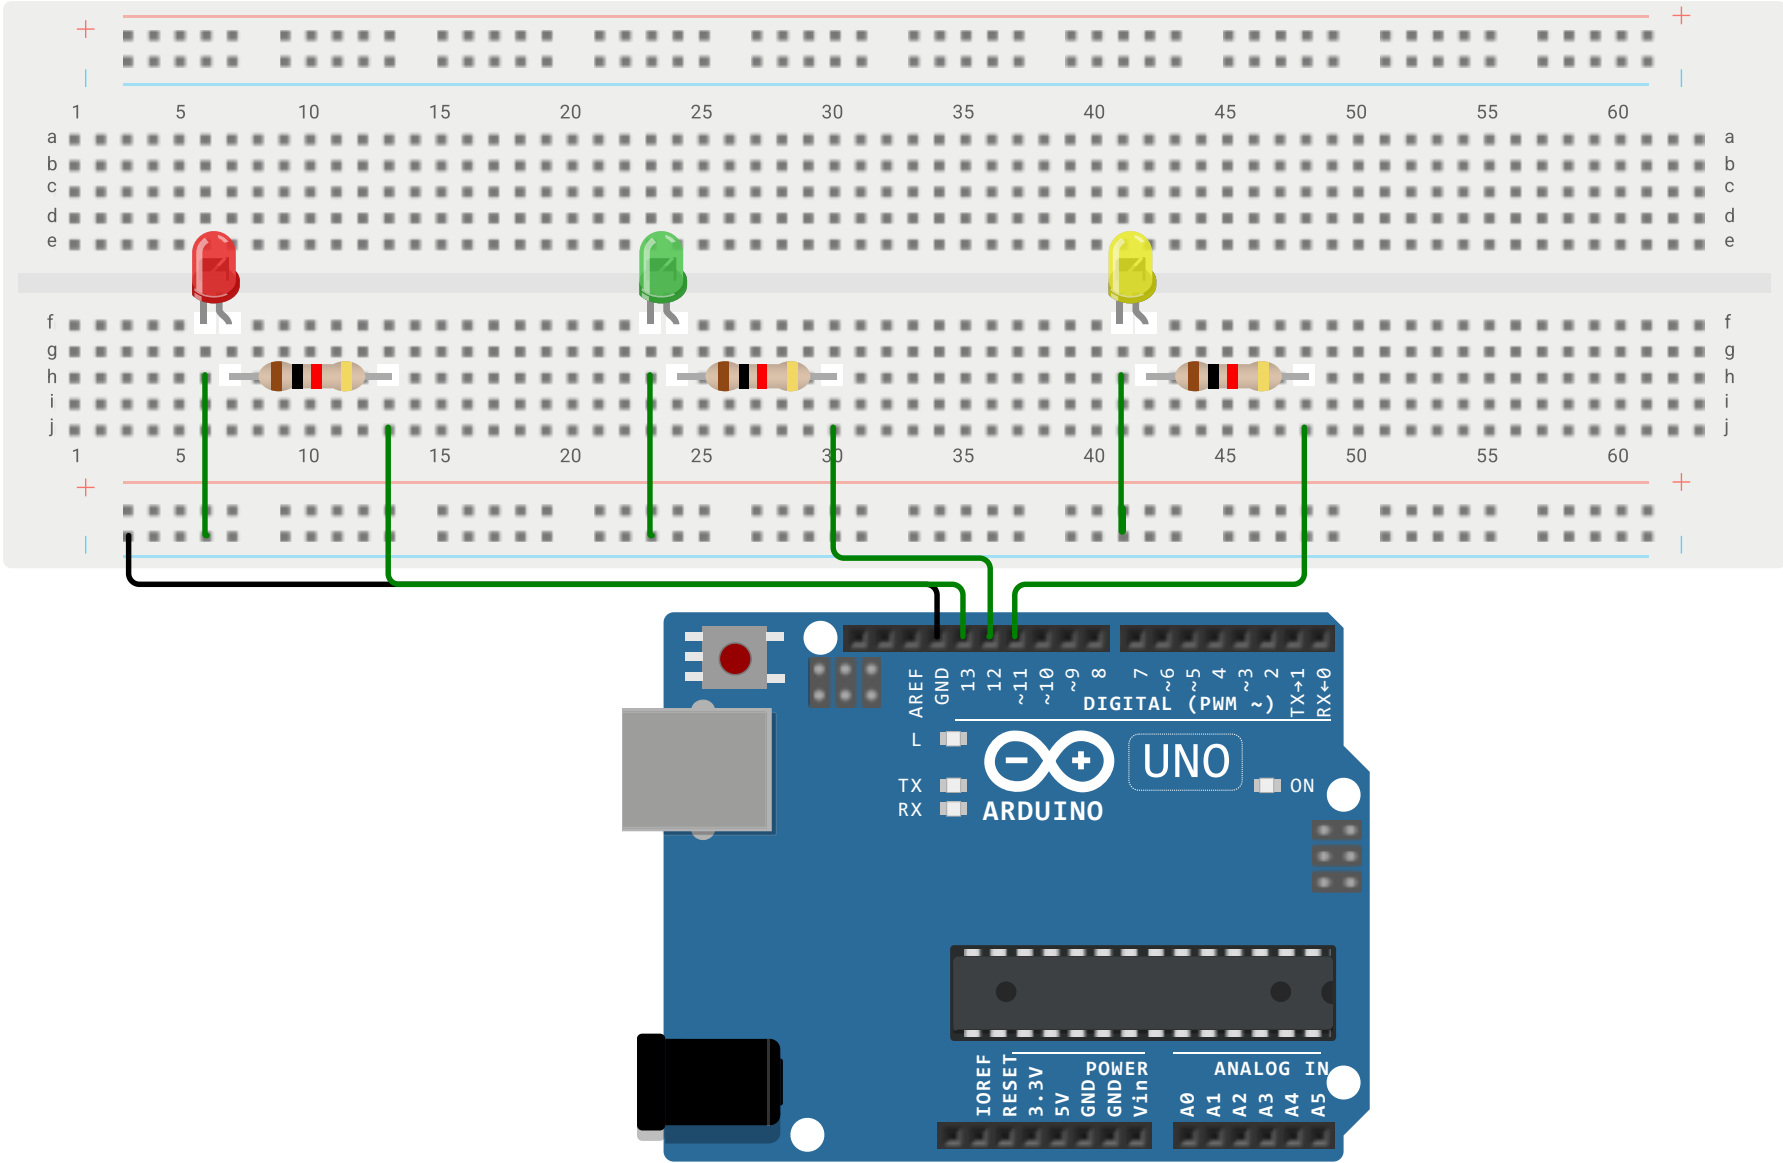 + +
1 5 10 15 20 25 30 35 40 45 50 55 60
a a
b b
c c
d d
e e
f f
g g
h h
i i
j j
1 5 10 15 20 25 30 35 40 45 50 55 60
+ +
AREF GND 13 12 ~11 ~10 ~9 8 7 ~6 ~5 4 ~3 2 TX→1 RX←0
DIGITAL (PWM ~)
L
UNO
TX ON
RX ARDUINO
IOREF RESET 3.3V 5V GND GND Vin A0 A1 A2 A3 A4 A5
POWER ANALOG IN